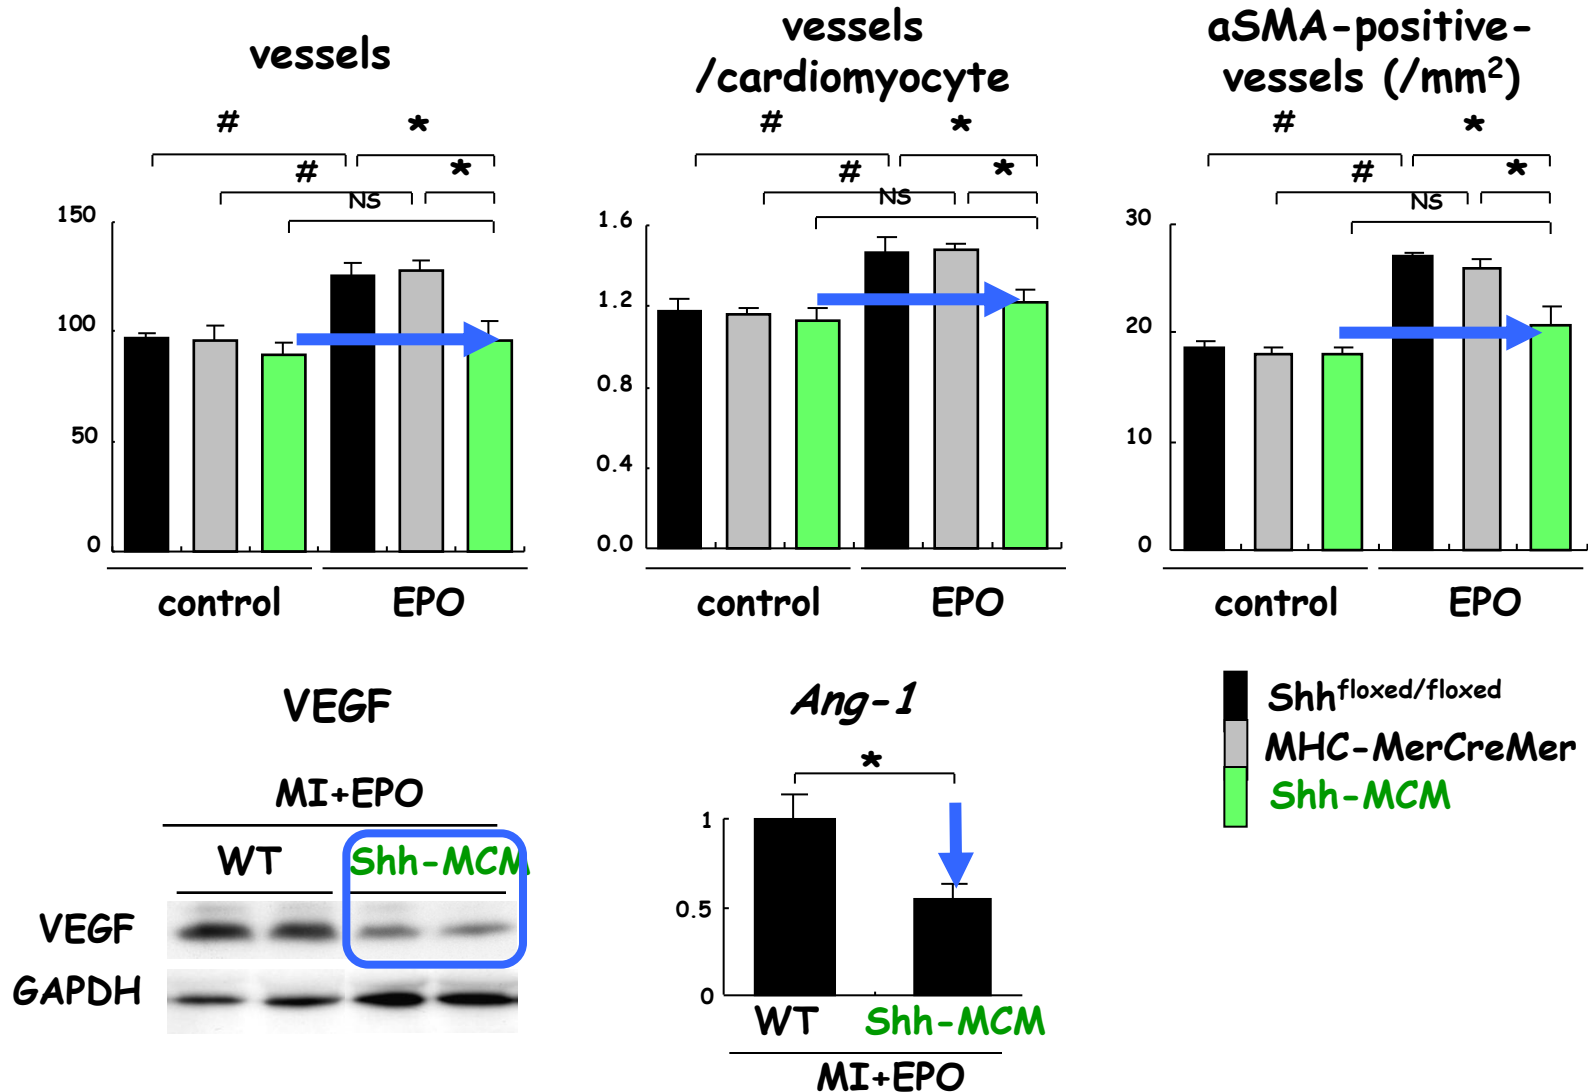 vessels
#
*
#
*
NS
150
100
50
0
control
EPO
vessels
/cardiomyocyte
#
*
#
*
NS
1.6
1.2
0.8
0.4
0.0
control
EPO
aSMA-positive-
vessels (/mm²)
#
*
#
*
NS
30
20
10
0
control
EPO
VEGF
MI+EPO
WT
Shh-MCM
VEGF
GAPDH
Ang-1
*
1
0.5
0
WT
Shh-MCM
MI+EPO
Shh^floxed/floxed
MHC-MerCreMer
Shh-MCM